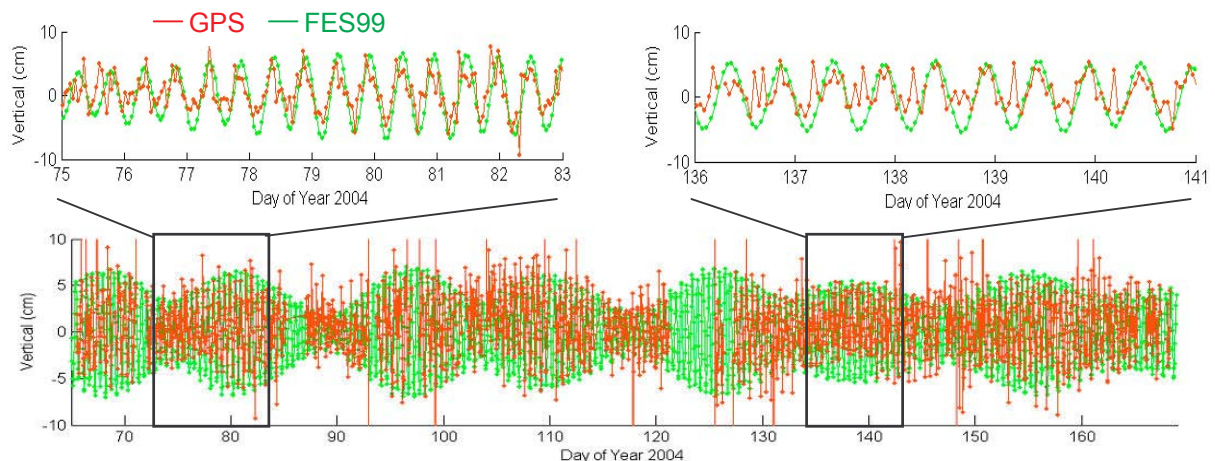 GPS FES99
10
0
-10
Vertical (cm)
75 76 77 78 79 80 81 82 83
Day of Year 2004
10
0
-10
Vertical (cm)
136 137 138 139 140 141
Day of Year 2004
10
5
0
-5
-10
Vertical (cm)
70 80 90 100 110 120 130 140 150 160
Day of Year 2004